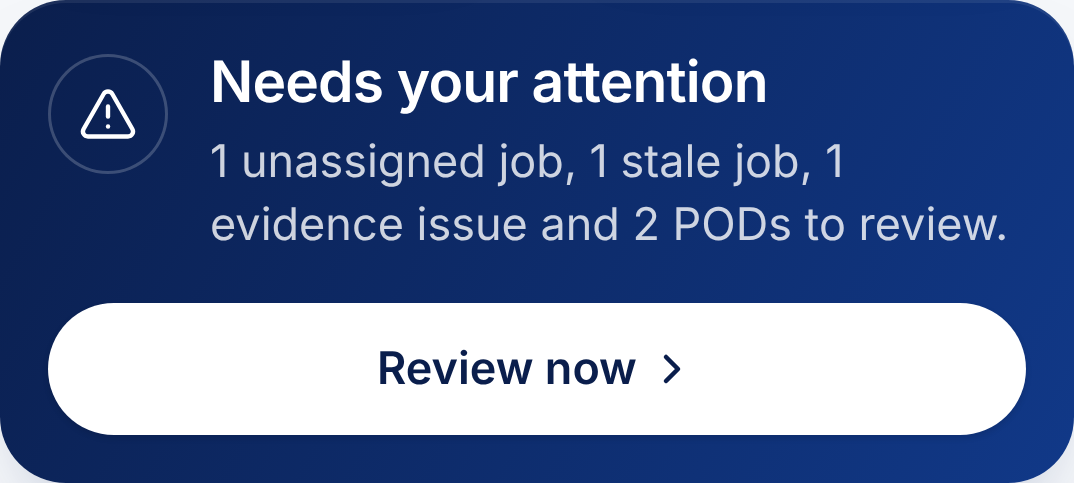 Needs your attention
1 unassigned job, 1 stale job, 1
evidence issue and 2 PODs to review.
Review now